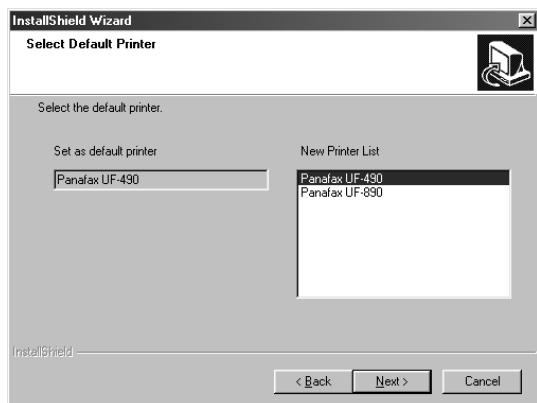 InstallShield Wizard
Select Default Printer
Select the default printer.
Set as default printer
Panafax UF-490
New Printer List
Panafax UF-490
Panafax UF-890
InstallShield
< Back
Next >
Cancel